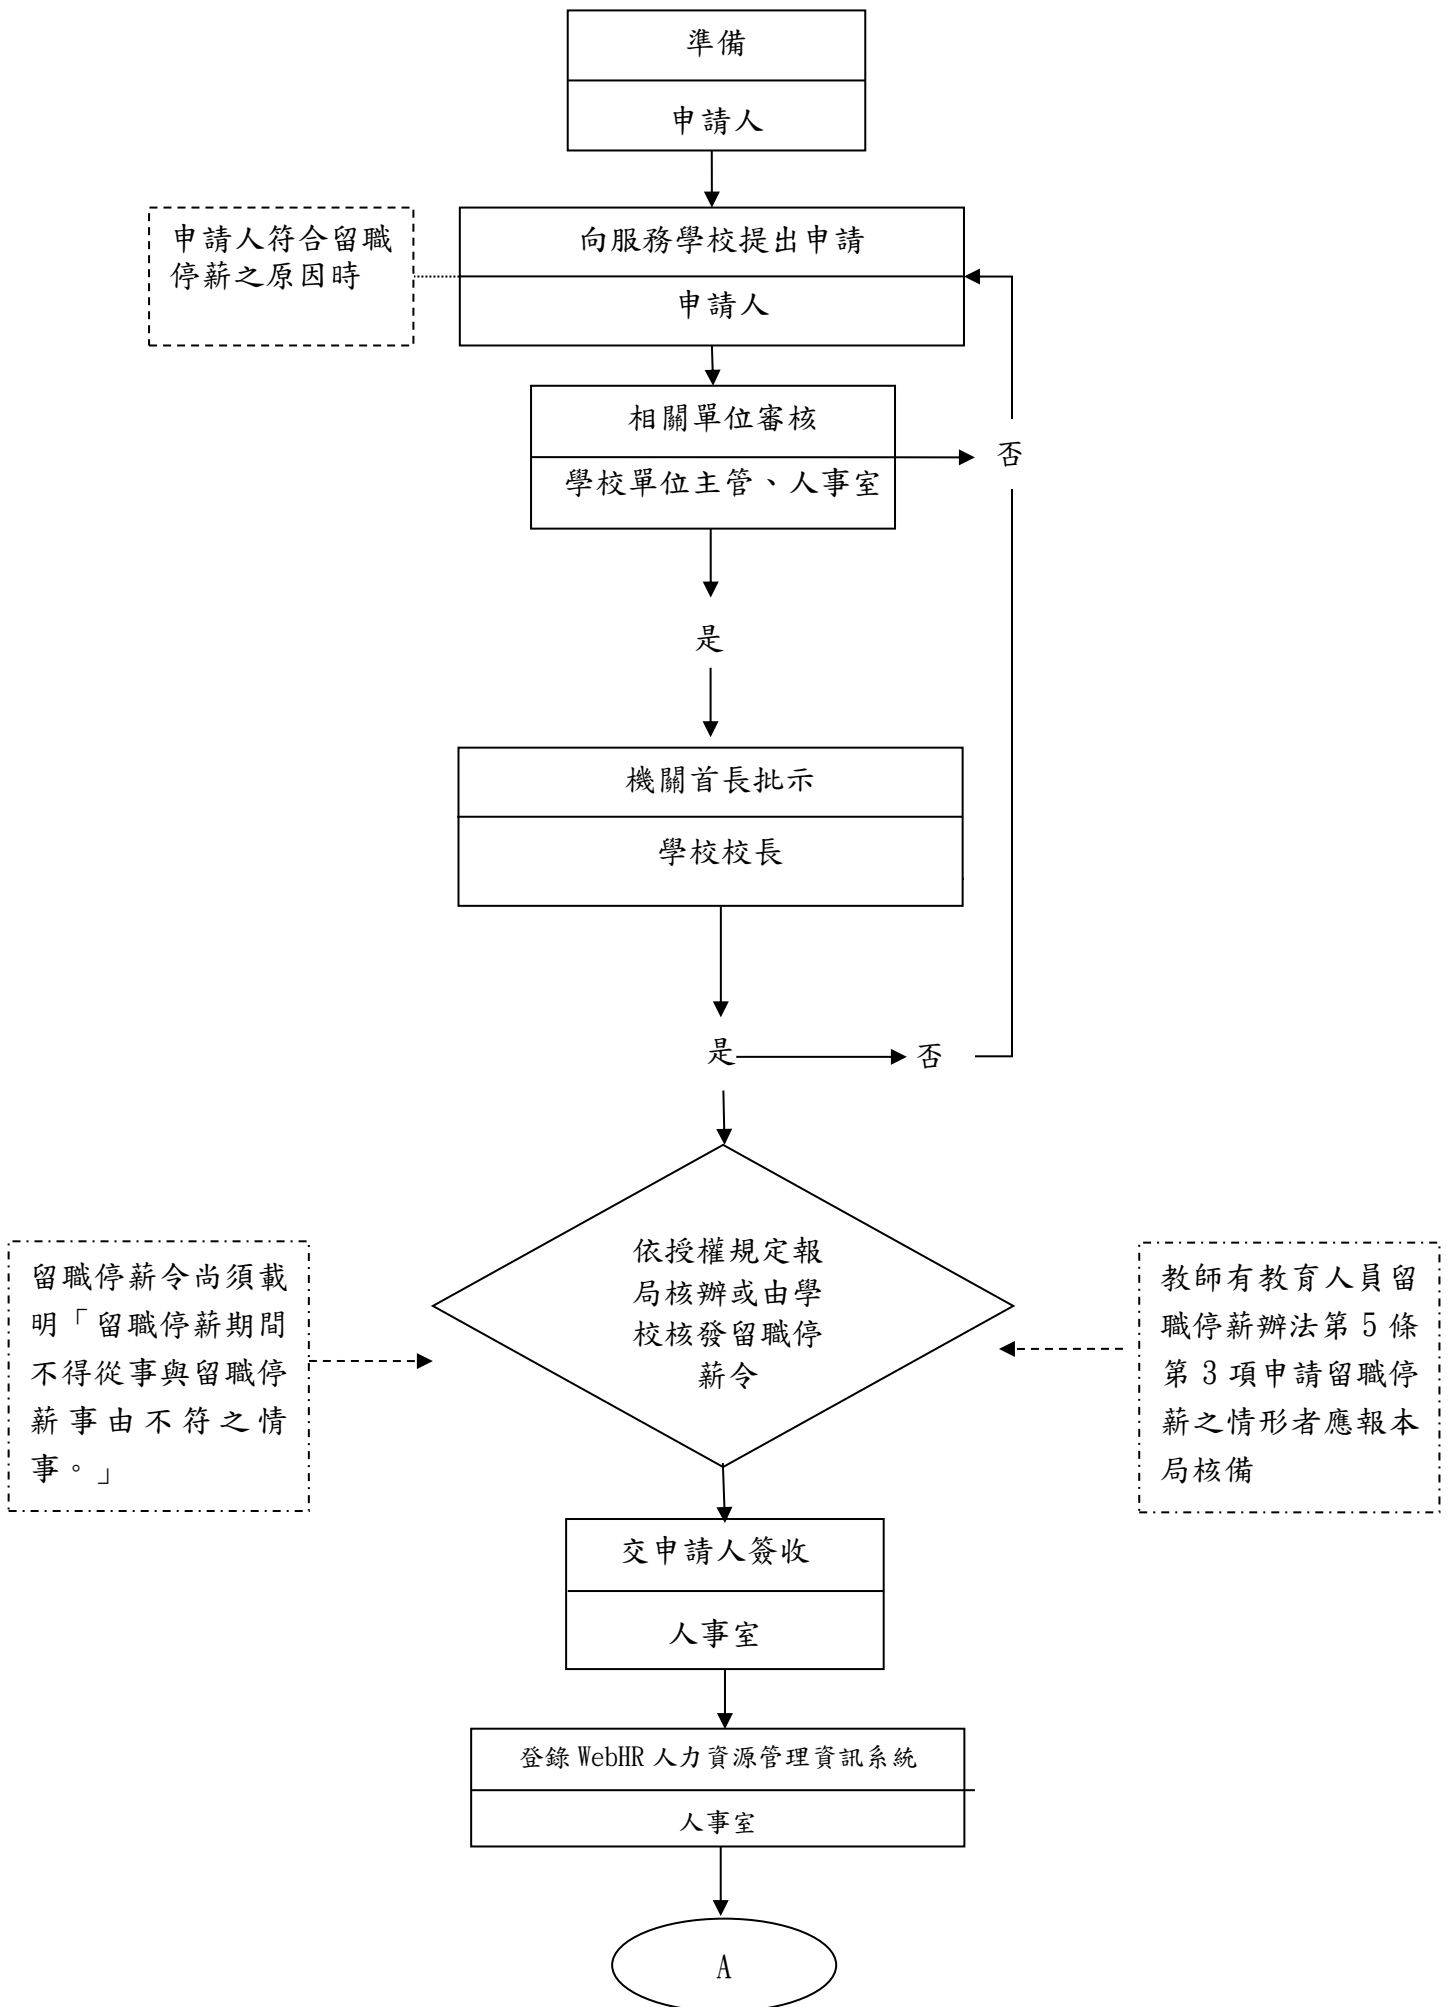 準備
申請人
申請人符合留職
停薪之原因時
向服務學校提出申請
申請人
相關單位審核
學校單位主管、人事室
否
是
機關首長批示
學校校長
是
否
依授權規定報
局核辦或由學
校核發留職停
薪令
留職停薪令尚須載
明「留職停薪期間
不得從事與留職停
薪事由不符之情
事。」
教師有教育人員留
職停薪辦法第 5 條
第 3 項申請留職停
薪之情形者應報本
局核備
交申請人簽收
人事室
登錄 WebHR 人力資源管理資訊系統
人事室
A